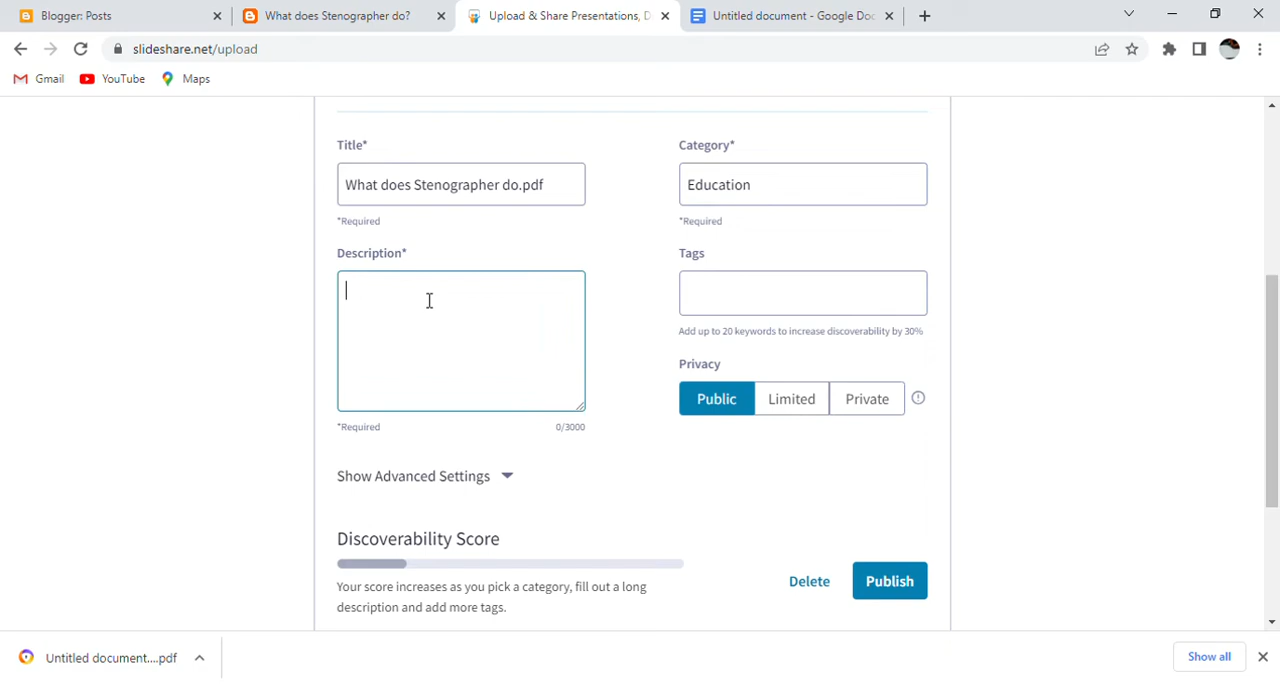 Blogger: Posts
What does Stenographer do?
Upload & Share Presentations, D
Untitled document - Google Doc
slideshare.net/upload
Gmail
YouTube
Maps
Title*
Category*
What does Stenographer do.pdf
Education
*Required
*Required
Description*
Tags
Add up to 20 keywords to increase discoverability by 30%
Privacy
Public
Limited
Private
*Required
0/3000
Show Advanced Settings
Discoverability Score
Your score increases as you pick a category, fill out a long
description and add more tags.
Delete
Publish
Untitled document....pdf
Show all